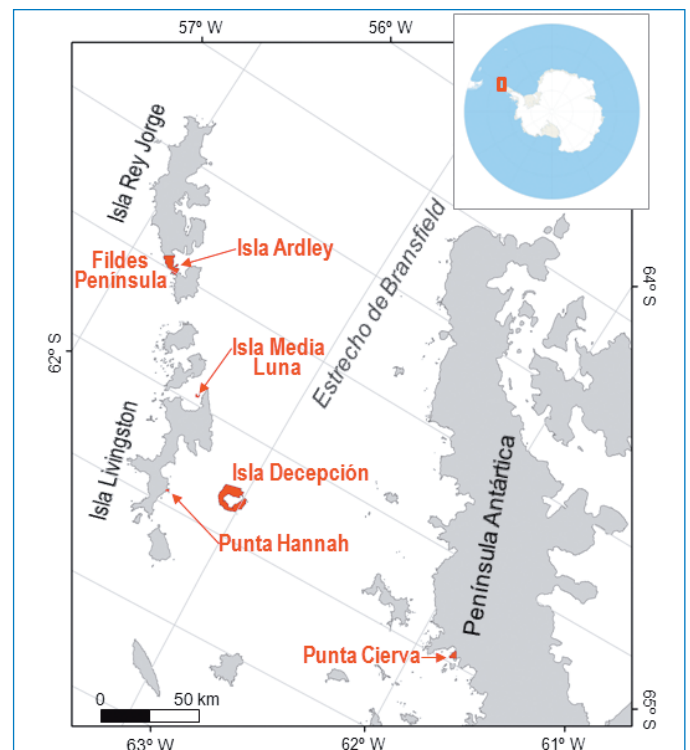 57º W
56º W
Isla Rey Jorge
Fildes
Península
Isla Ardley
64º S
62º S
Isla Media
Luna
Estrecho de Bransfield
Isla Livingston
Isla Decepción
Punta Hannah
Península Antártica
Punta Cierva
0
50 km
65º S
63º W
62º W
61º W